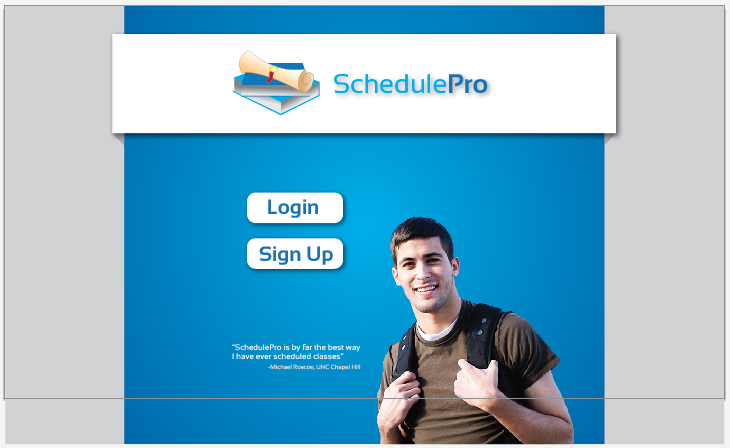 SchedulePro
Login
Sign Up
“SchedulePro is by far the best way
I have ever scheduled classes”
-Michael Roscoe, UNC Chapel Hill